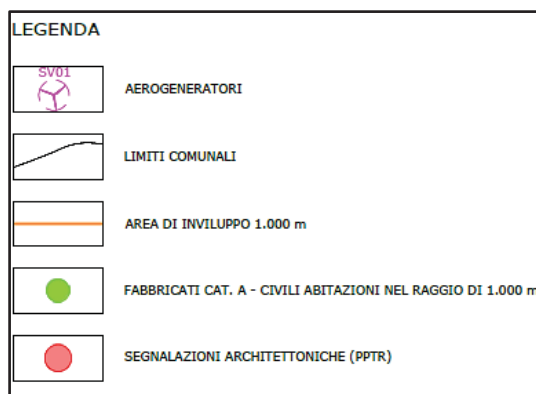 LEGENDA
SV01
AEROGENERATORI
LIMITI COMUNALI
AREA DI INVILUPPO 1.000 m
FABBRICATI CAT. A - CIVILI ABITAZIONI NEL RAGGIO DI 1.000 m
SEGNALAZIONI ARCHITETTONICHE (PPTR)